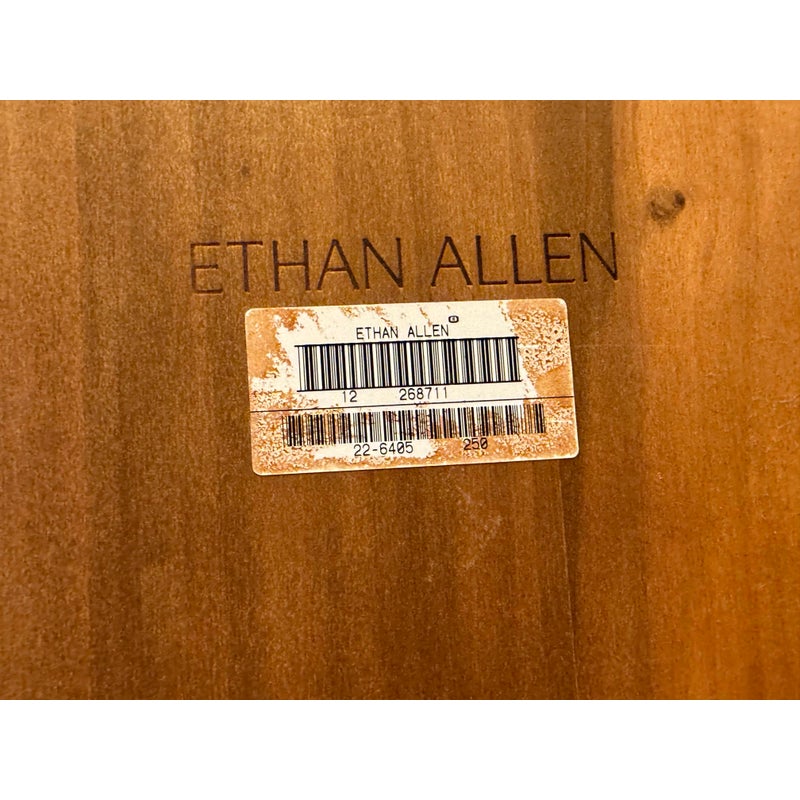 ETHAN ALLEN
ETHAN ALLEN®
12 268711
22-6405 250